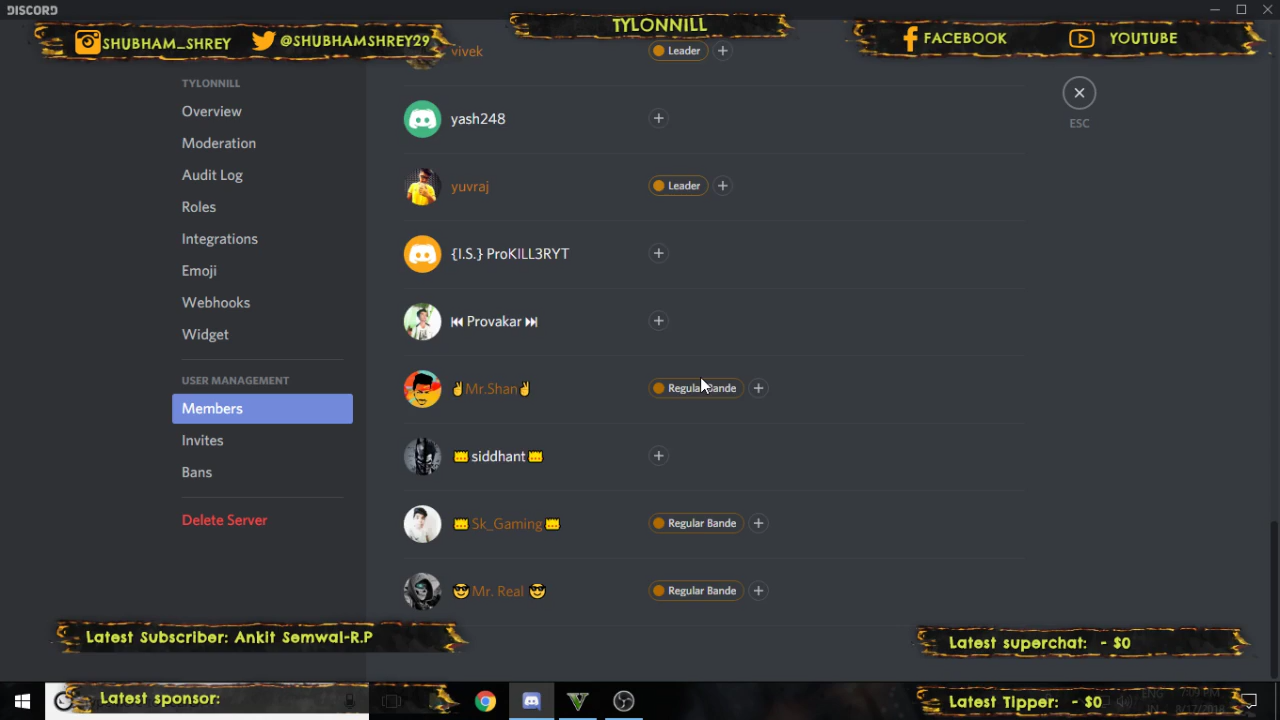 DISCORD
SHUBHAM_SHREY
@SHUBHAMSHREY29
TYLONNILL
FACEBOOK
YOUTUBE
TYLONNILL
Overview
Moderation
Audit Log
Roles
Integrations
Emoji
Webhooks
Widget
USER MANAGEMENT
Members
Invites
Bans
Delete Server
vivek
Leader
yash248
yuvraj
Leader
{I.S.} ProKILL3RYT
⏮ Provakar ⏭
✌Mr.Shan✌
Regular Bande
siddhant
Sk_Gaming
Regular Bande
😎Mr. Real 😎
Regular Bande
ESC
Latest Subscriber: Ankit Semwal-R.P
Latest superchat: - $0
Latest sponsor:
Latest Tipper: - $0